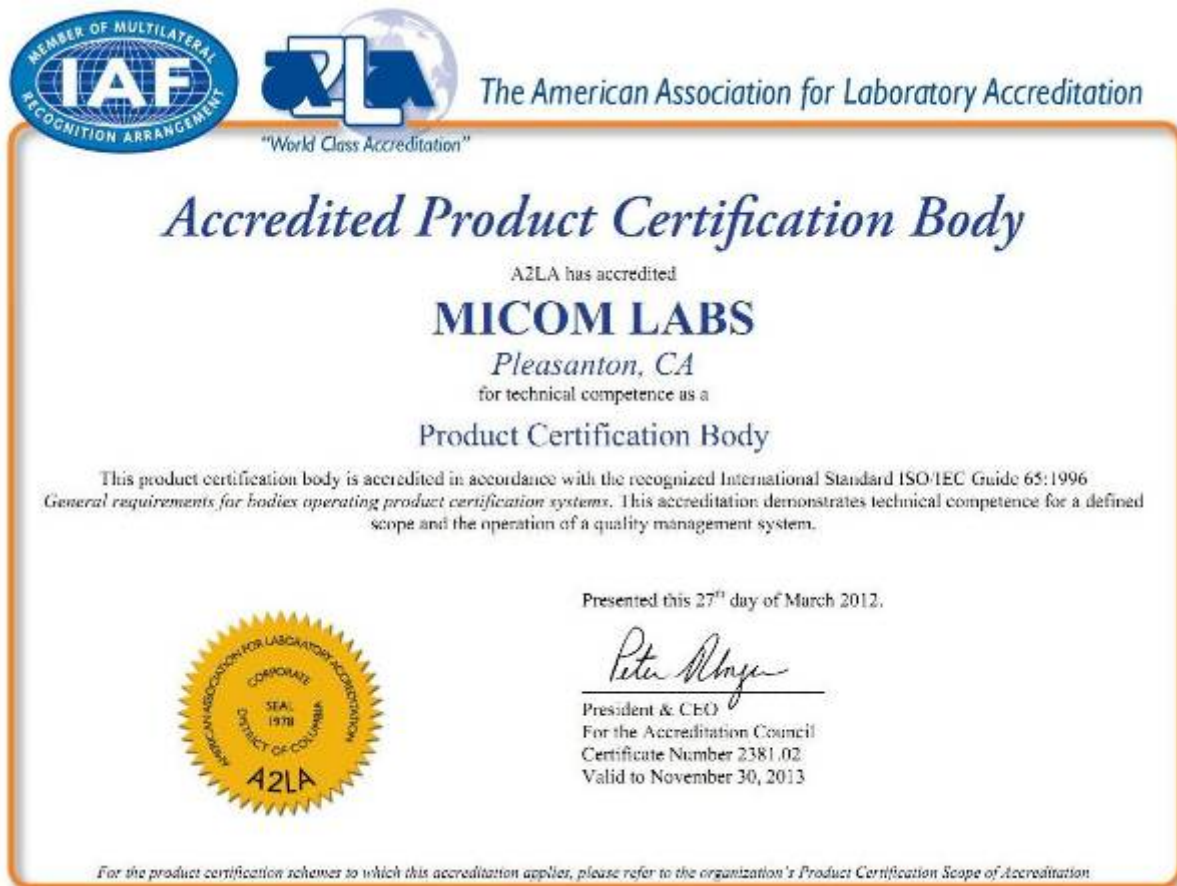 MEMBER OF MULTILATERAL
IAF
RECOGNITION ARRANGEMENT
A2LA
"World Class Accreditation"
The American Association for Laboratory Accreditation
Accredited Product Certification Body
A2LA has accredited
MICOM LABS
Pleasanton, CA
for technical competence as a
Product Certification Body
This product certification body is accredited in accordance with the recognized International Standard ISO/IEC Guide 65:1996
General requirements for bodies operating product certification systems. This accreditation demonstrates technical competence for a defined
scope and the operation of a quality management system.
Presented this 27th day of March 2012.
Peter
President & CEO
For the Accreditation Council
Certificate Number 2381.02
Valid to November 30, 2013
AMERICAN ASSOCIATION FOR LABORATORY ACCREDITATION
CORPORATE
SEAL
1978
DISTRICT OF COLUMBIA
A2LA
For the product certification schemes to which this accreditation applies, please refer to the organization's Product Certification Scope of Accreditation